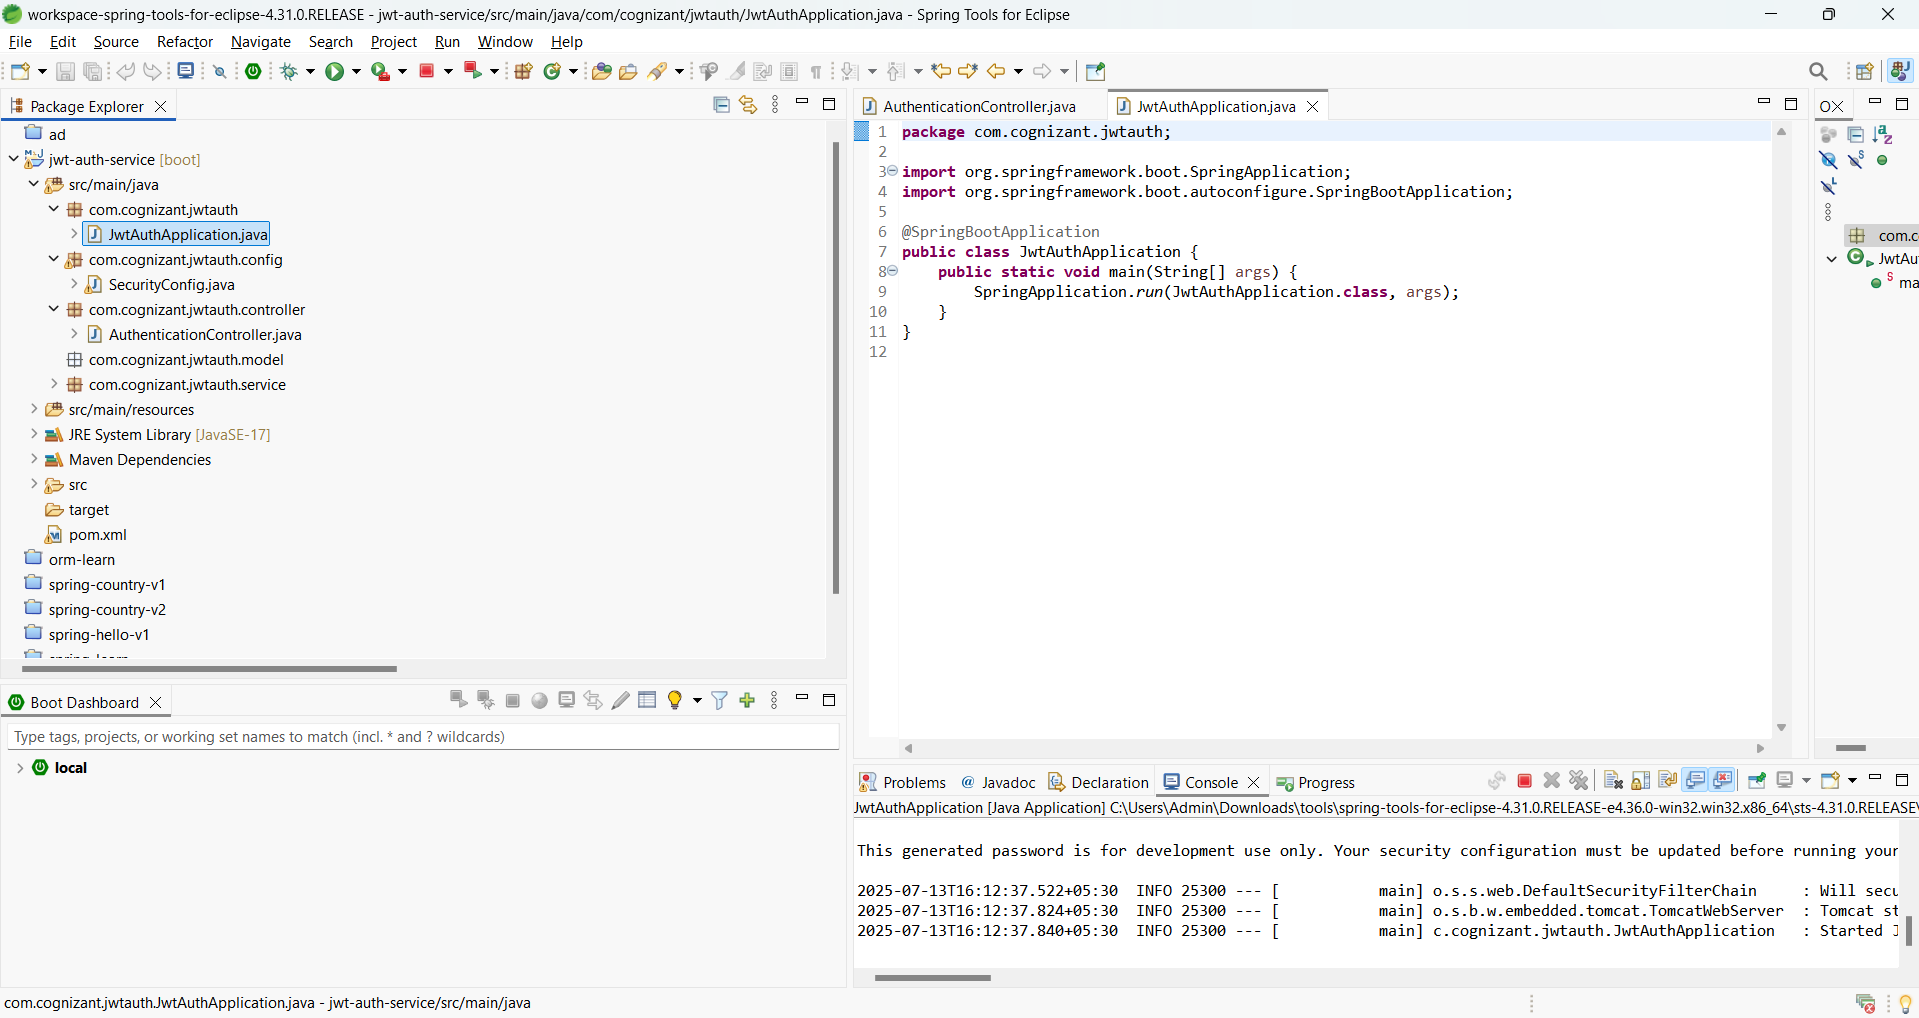 workspace-spring-tools-for-eclipse-4.31.0.RELEASE - jwt-auth-service/src/main/java/com/cognizant/jwtauth/JwtAuthApplication.java - Spring Tools for Eclipse
File Edit Source Refactor Navigate Search Project Run Window Help
Package Explorer
ad
jwt-auth-service [boot]
src/main/java
com.cognizant.jwtauth
JwtAuthApplication.java
com.cognizant.jwtauth.config
SecurityConfig.java
com.cognizant.jwtauth.controller
AuthenticationController.java
com.cognizant.jwtauth.model
com.cognizant.jwtauth.service
src/main/resources
JRE System Library [JavaSE-17]
Maven Dependencies
src
target
pom.xml
orm-learn
spring-country-v1
spring-country-v2
spring-hello-v1
Boot Dashboard
Type tags, projects, or working set names to match (incl. * and ? wildcards)
local
AuthenticationController.java JwtAuthApplication.java
1 package com.cognizant.jwtauth;
2
3 import org.springframework.boot.SpringApplication;
4 import org.springframework.boot.autoconfigure.SpringBootApplication;
5
6 @SpringBootApplication
7 public class JwtAuthApplication {
8 public static void main(String[] args) {
9 SpringApplication.run(JwtAuthApplication.class, args);
10 }
11 }
12
com.c
JwtAu
ma
Problems Javadoc Declaration Console Progress
JwtAuthApplication [Java Application] C:\Users\Admin\Downloads\tools\spring-tools-for-eclipse-4.31.0.RELEASE-e4.36.0-win32.win32.x86_64\sts-4.31.0.RELEASE\
This generated password is for development use only. Your security configuration must be updated before running your
2025-07-13T16:12:37.522+05:30 INFO 25300 --- [ main] o.s.s.web.DefaultSecurityFilterChain : Will secu
2025-07-13T16:12:37.824+05:30 INFO 25300 --- [ main] o.s.b.w.embedded.tomcat.TomcatWebServer : Tomcat st
2025-07-13T16:12:37.840+05:30 INFO 25300 --- [ main] c.cognizant.jwtauth.JwtAuthApplication : Started J
com.cognizant.jwtauth.JwtAuthApplication.java - jwt-auth-service/src/main/java